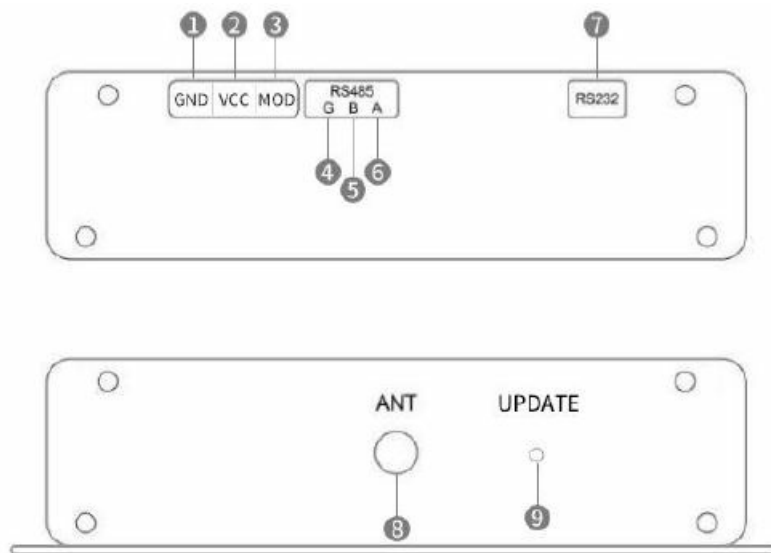 1 2 3 7
GND VCC MOD RS485 RS232
G B A
4 5 6
ANT UPDATE
8 9